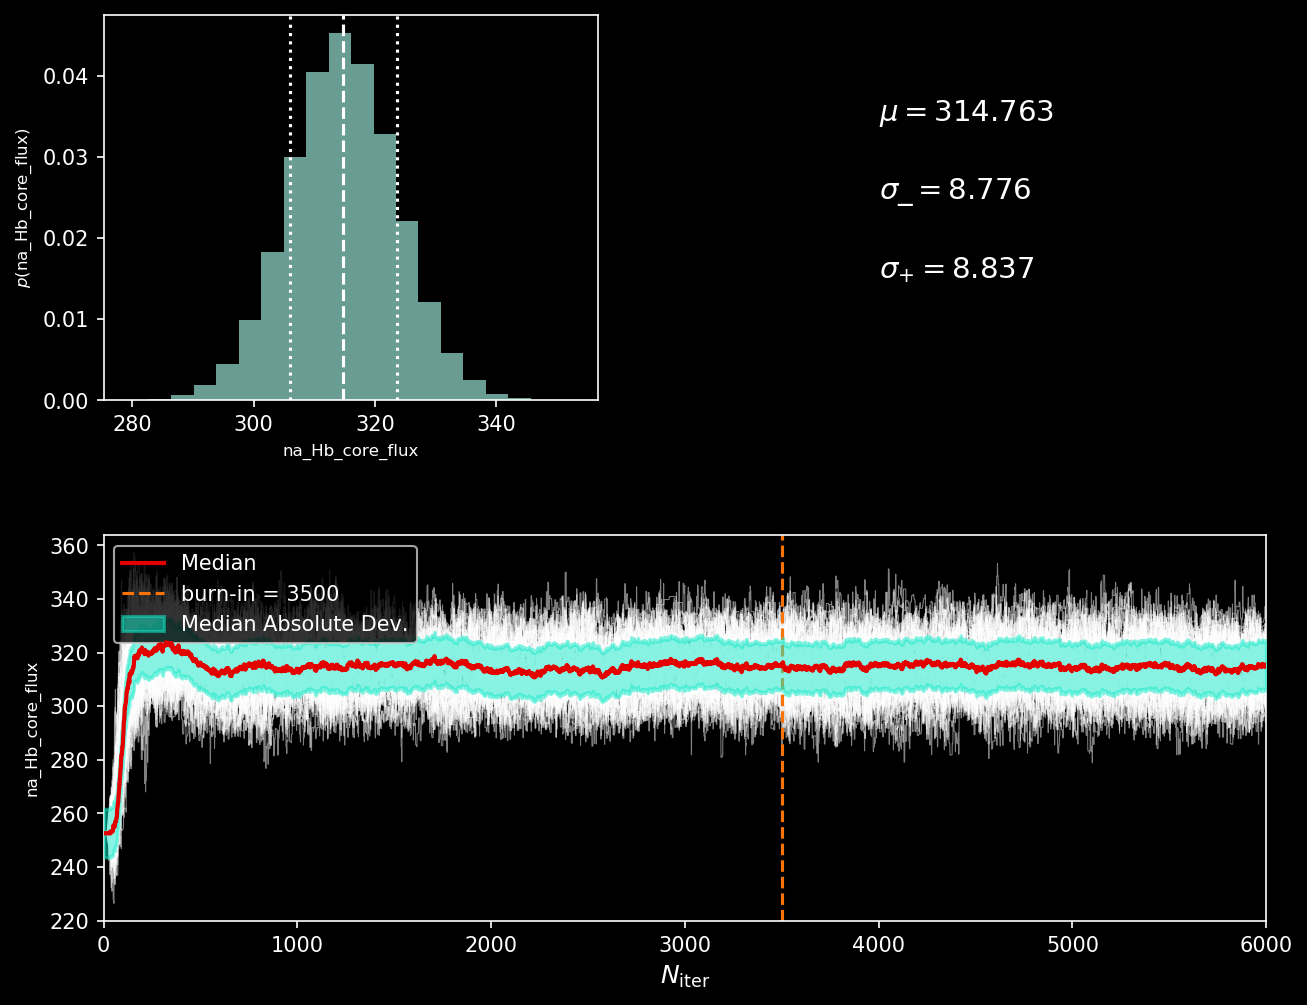 0.04
0.03
0.02
0.01
0.00
p(na_Hb_core_flux)
280 300 320 340
na_Hb_core_flux
μ = 314.763
σ_ = 8.776
σ+ = 8.837
360
340
320
300
280
260
240
220
na_Hb_core_flux
Median
burn-in = 3500
Median Absolute Dev.
0 1000 2000 3000 4000 5000 6000
Niter